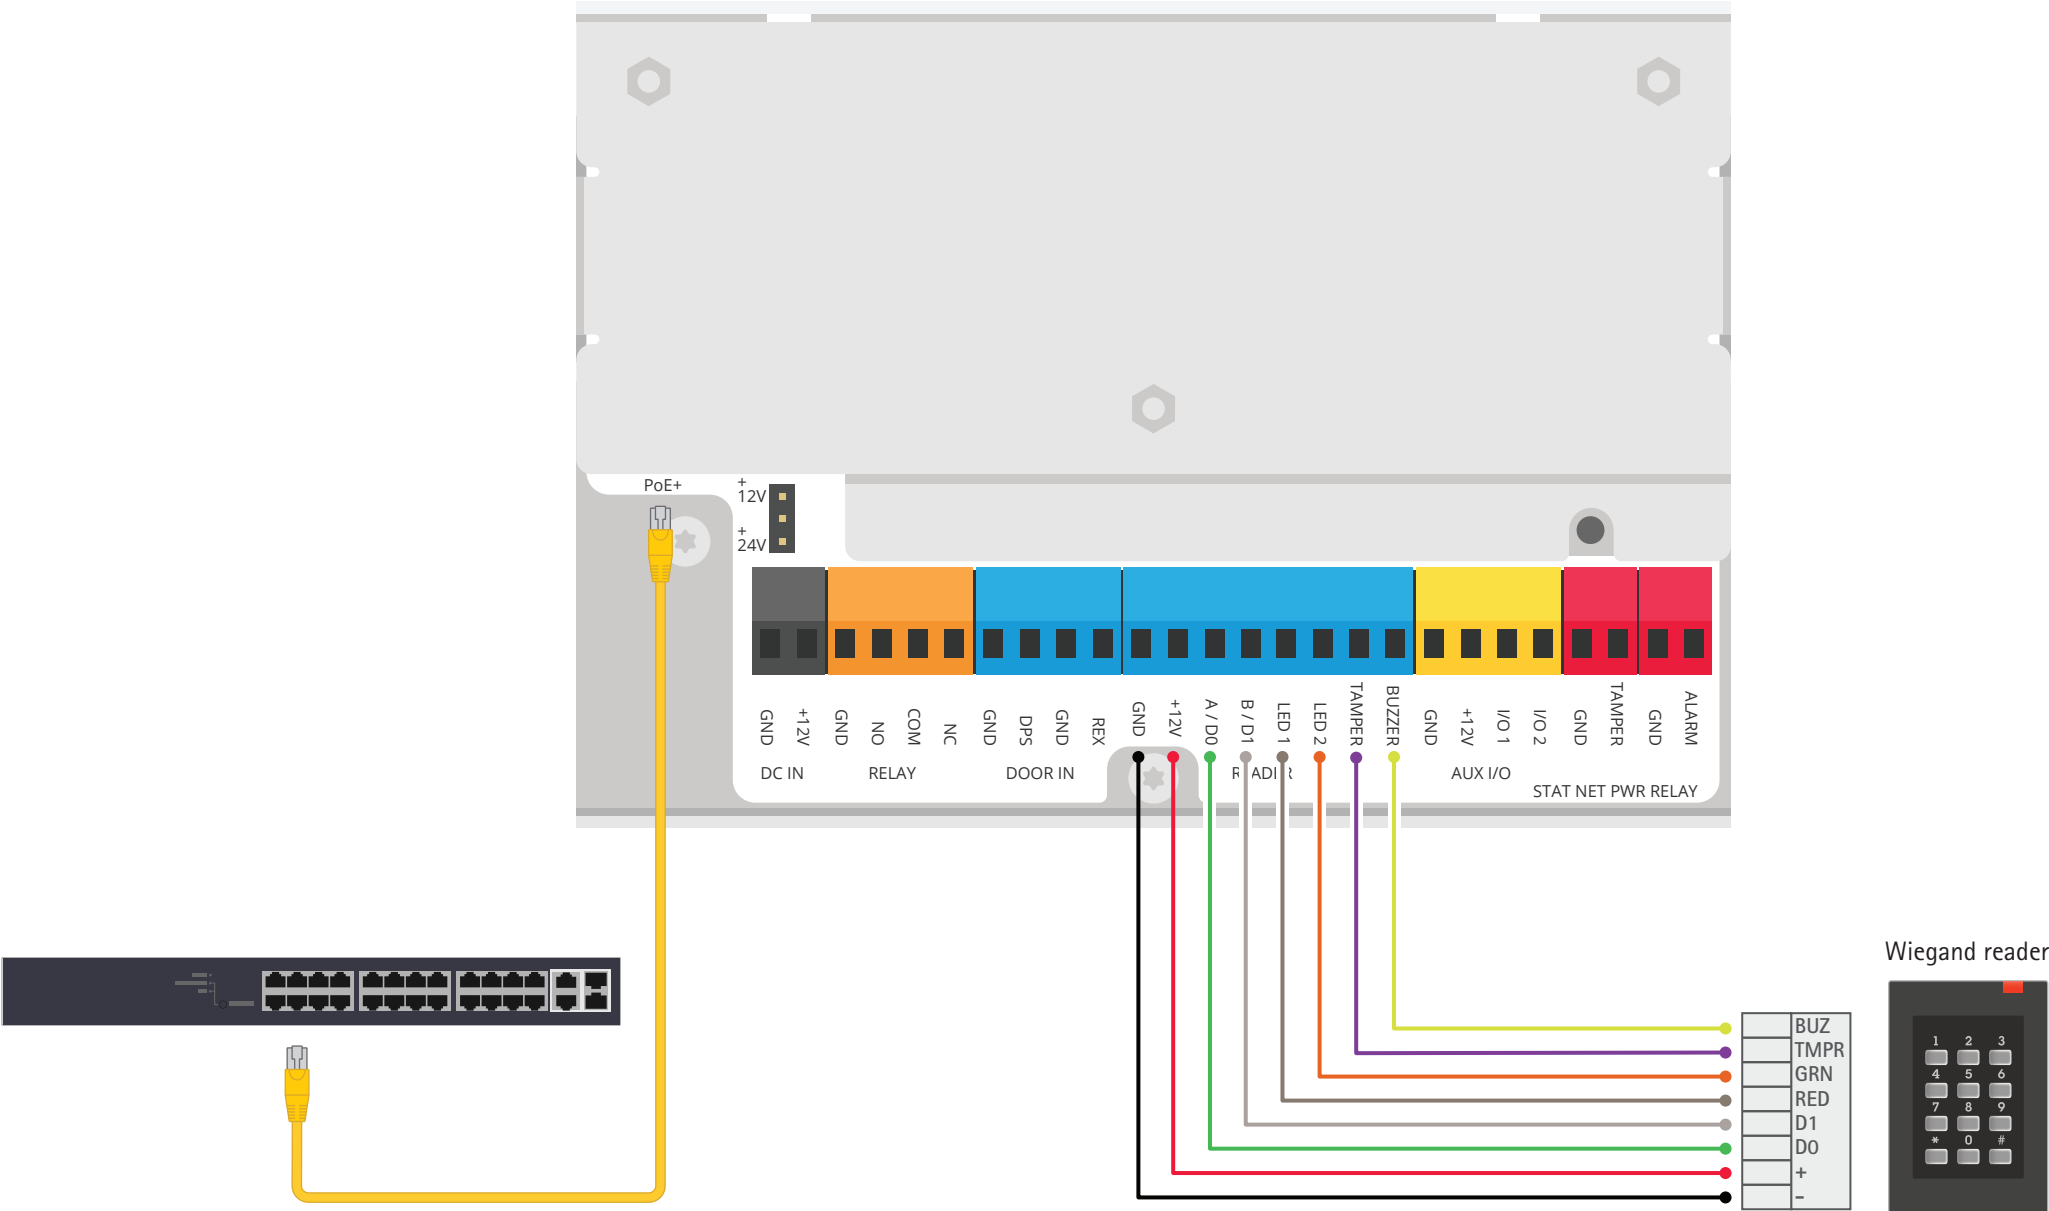 PoE+
+
12V
+
24V
GND
+12V
GND
NO
COM
NC
GND
DPS
GND
REX
GND
+12V
A / D0
B / D1
LED 1
LED 2
TAMPER
BUZZER
GND
+12V
I/O 1
I/O 2
GND
TAMPER
GND
ALARM
DC IN
RELAY
DOOR IN
READER
AUX I/O
STAT NET PWR RELAY
Wiegand reader
BUZ
TMPR
GRN
RED
D1
D0
+
-
1 2 3
4 5 6
7 8 9
* 0 #